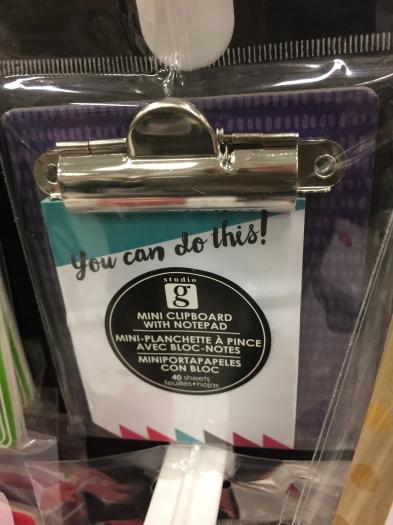 You can do this!
studio
g
MINI CLIPBOARD
WITH NOTEPAD
MINI-PLANCHETTE À PINCE
AVEC BLOC-NOTES
MINIPORTAPAPELES
CON BLOC
40 sheets
feuilles•hojas